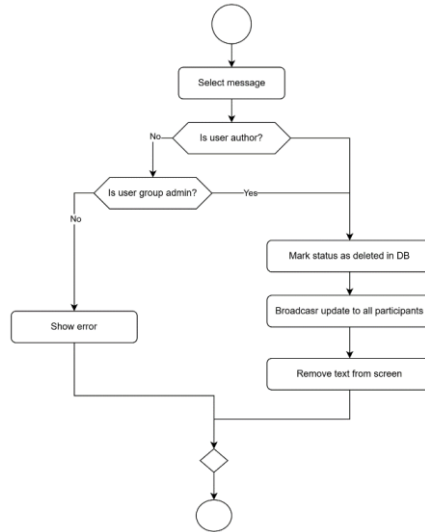 Select message
No
Is user author?
Is user group admin?
Yes
No
Mark status as deleted in DB
Broadcasr update to all participants
Show error
Remove text from screen